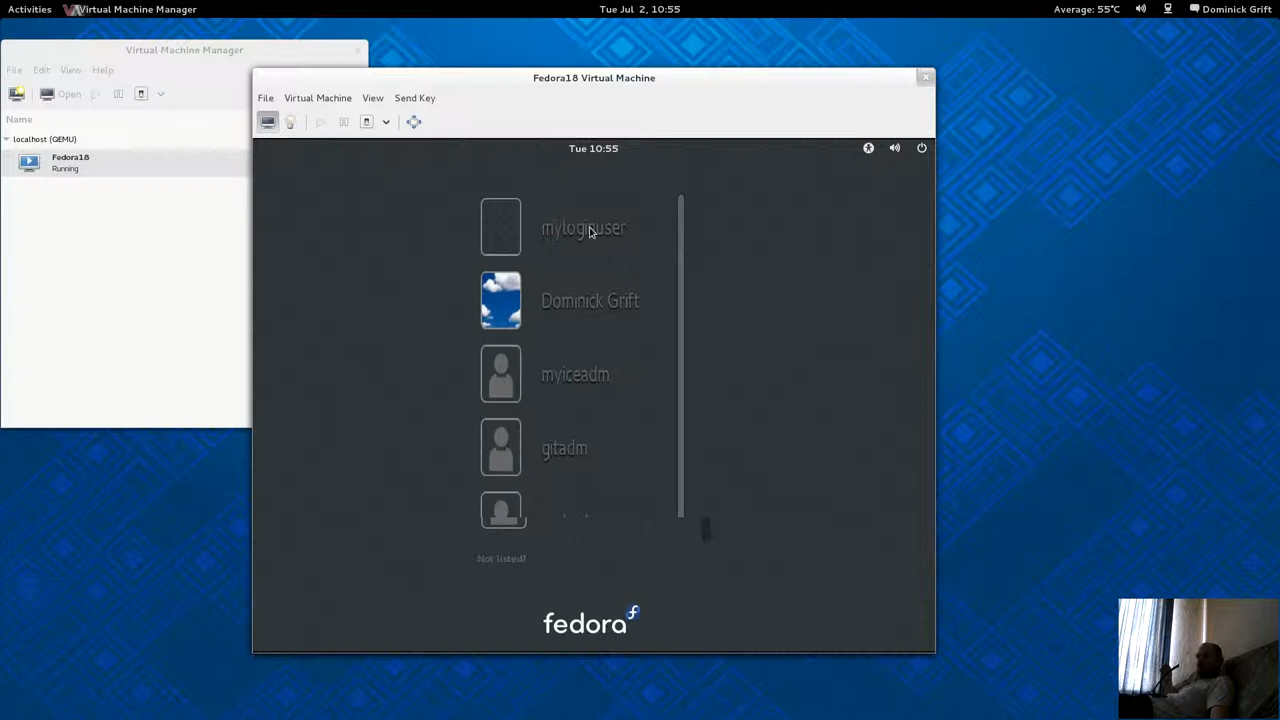 Activities Virtual Machine Manager Tue Jul 2, 10:55 Average: 55°C Dominick Grift
Virtual Machine Manager
File Edit View Help
Open
Name
localhost (QEMU)
Fedora18
Running
Fedora18 Virtual Machine
File Virtual Machine View Send Key
Tue 10:55
myloginuser
Dominick Grift
myiceadm
gitadm
Not listed?
fedora